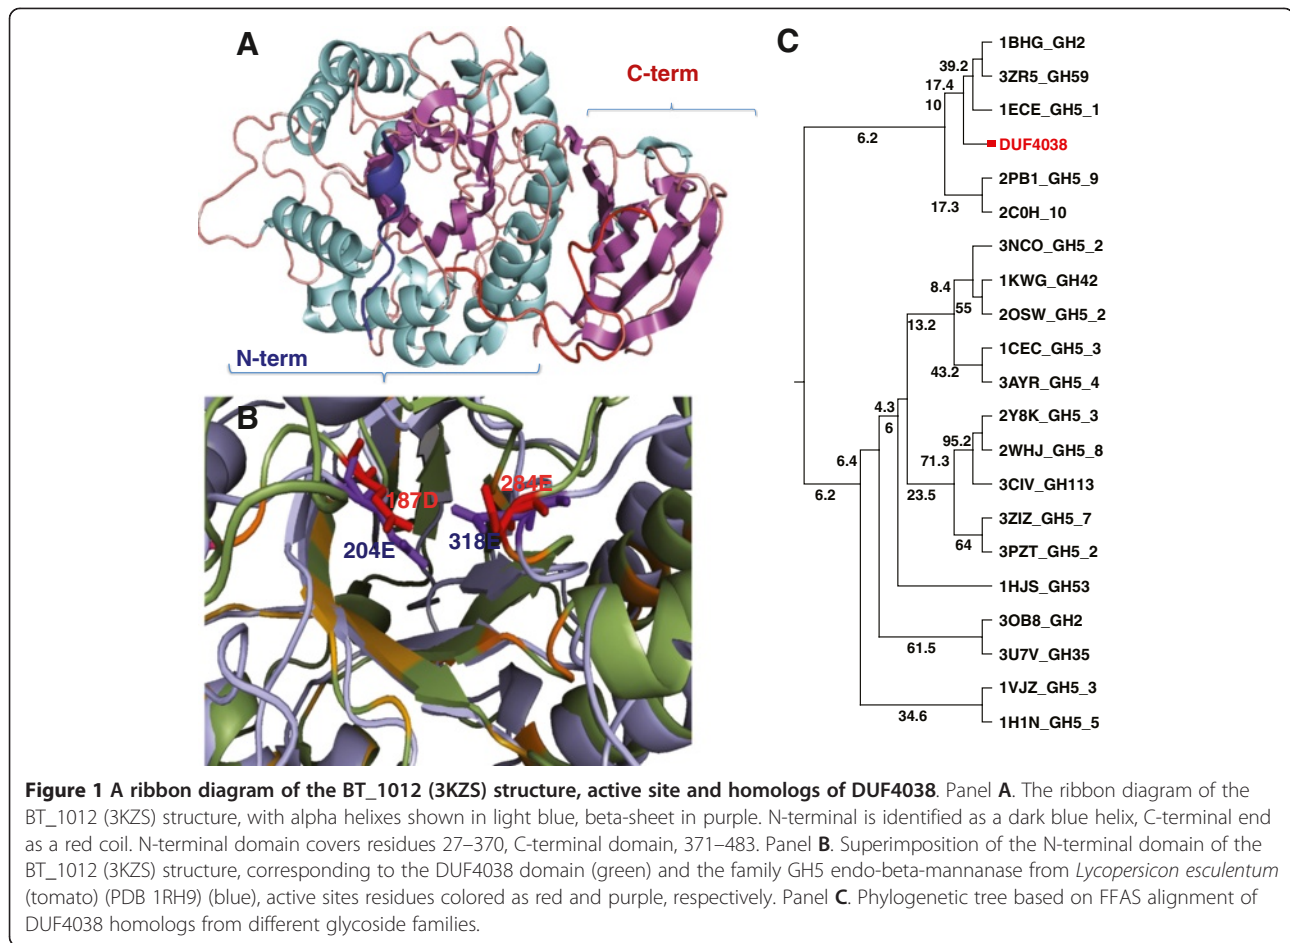 A
C-term
N-term
B
187D
284E
204E
318E
C
1BHG_GH2
39.2
3ZR5_GH59
17.4
10
1ECE_GH5_1
6.2
DUF4038
2PB1_GH5_9
17.3
2C0H_10
3NCO_GH5_2
8.4
1KWG_GH42
55
2OSW_GH5_2
13.2
1CEC_GH5_3
43.2
3AYR_GH5_4
4.3
6
2Y8K_GH5_3
95.2
2WHJ_GH5_8
71.3
6.4
3CIV_GH113
6.2
23.5
3ZIZ_GH5_7
64
3PZT_GH5_2
1HJS_GH53
3OB8_GH2
61.5
3U7V_GH35
1VJZ_GH5_3
34.6
1H1N_GH5_5
Figure 1 A ribbon diagram of the BT_1012 (3KZS) structure, active site and homologs of DUF4038. Panel A. The ribbon diagram of the
BT_1012 (3KZS) structure, with alpha helixes shown in light blue, beta-sheet in purple. N-terminal is identified as a dark blue helix, C-terminal end
as a red coil. N-terminal domain covers residues 27–370, C-terminal domain, 371–483. Panel B. Superimposition of the N-terminal domain of the
BT_1012 (3KZS) structure, corresponding to the DUF4038 domain (green) and the family GH5 endo-beta-mannanase from Lycopersicon esculentum
(tomato) (PDB 1RH9) (blue), active sites residues colored as red and purple, respectively. Panel C. Phylogenetic tree based on FFAS alignment of
DUF4038 homologs from different glycoside families.